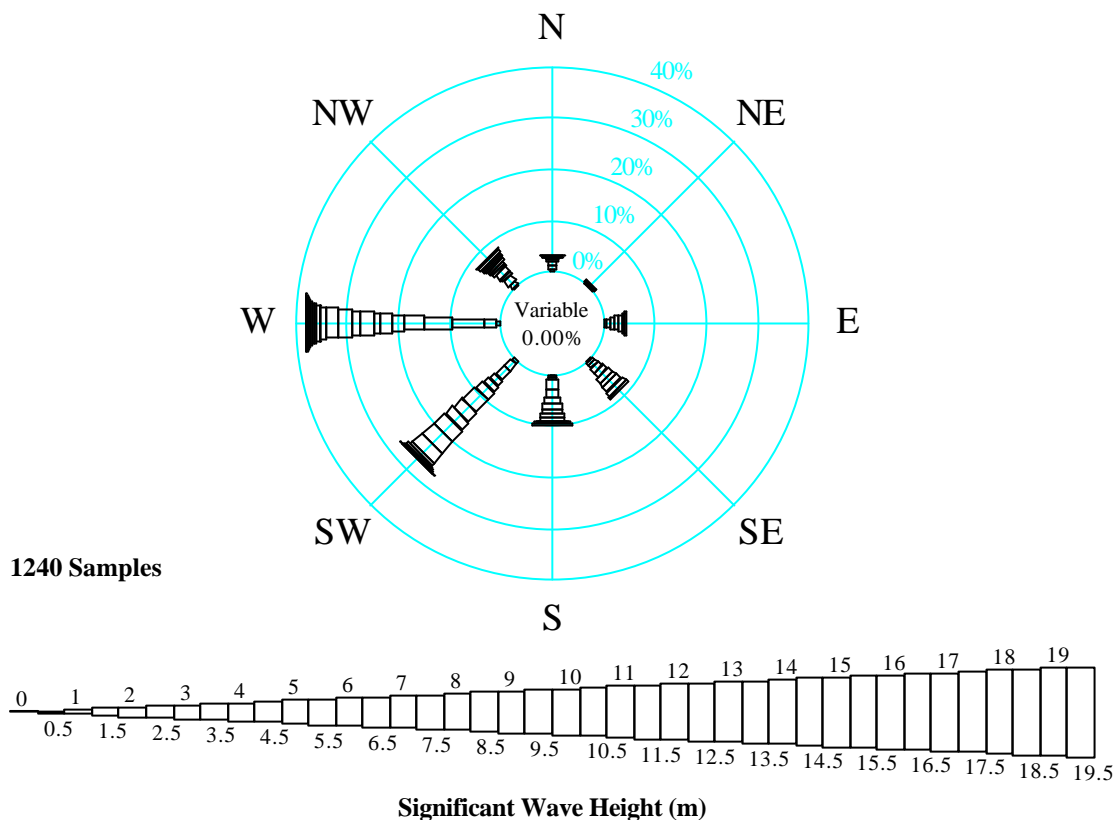 N
40%
NW
NE
30%
20%
10%
0%
Variable
W
E
0.00%
SW
SE
1240 Samples
S
0 1 2 3 4 5 6 7 8 9 10 11 12 13 14 15 16 17 18 19
0.5 1.5 2.5 3.5 4.5 5.5 6.5 7.5 8.5 9.5 10.5 11.5 12.5 13.5 14.5 15.5 16.5 17.5 18.5 19.5
Significant Wave Height (m)